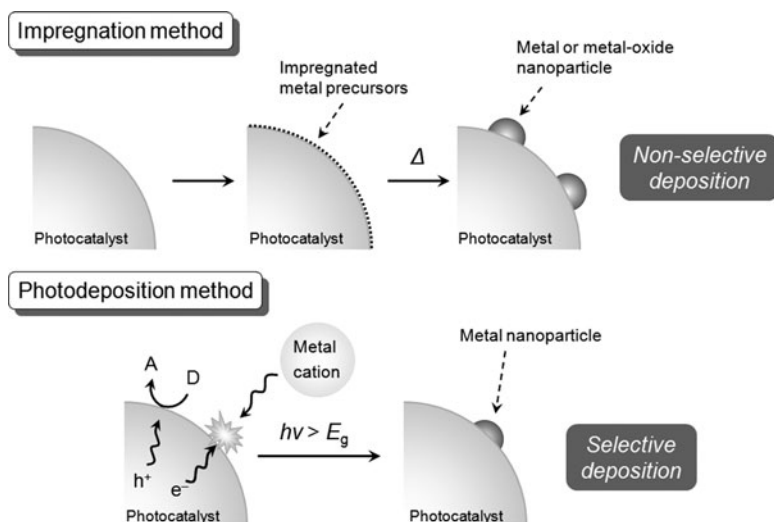 Impregnation method
Impregnated
metal precursors
Metal or metal-oxide
nanoparticle
Δ
Non-selective
deposition
Photocatalyst
Photocatalyst
Photocatalyst
Photodeposition method
A
D
Metal
cation
Metal nanoparticle
hν > Eg
h⁺
e⁻
Selective
deposition
Photocatalyst
Photocatalyst